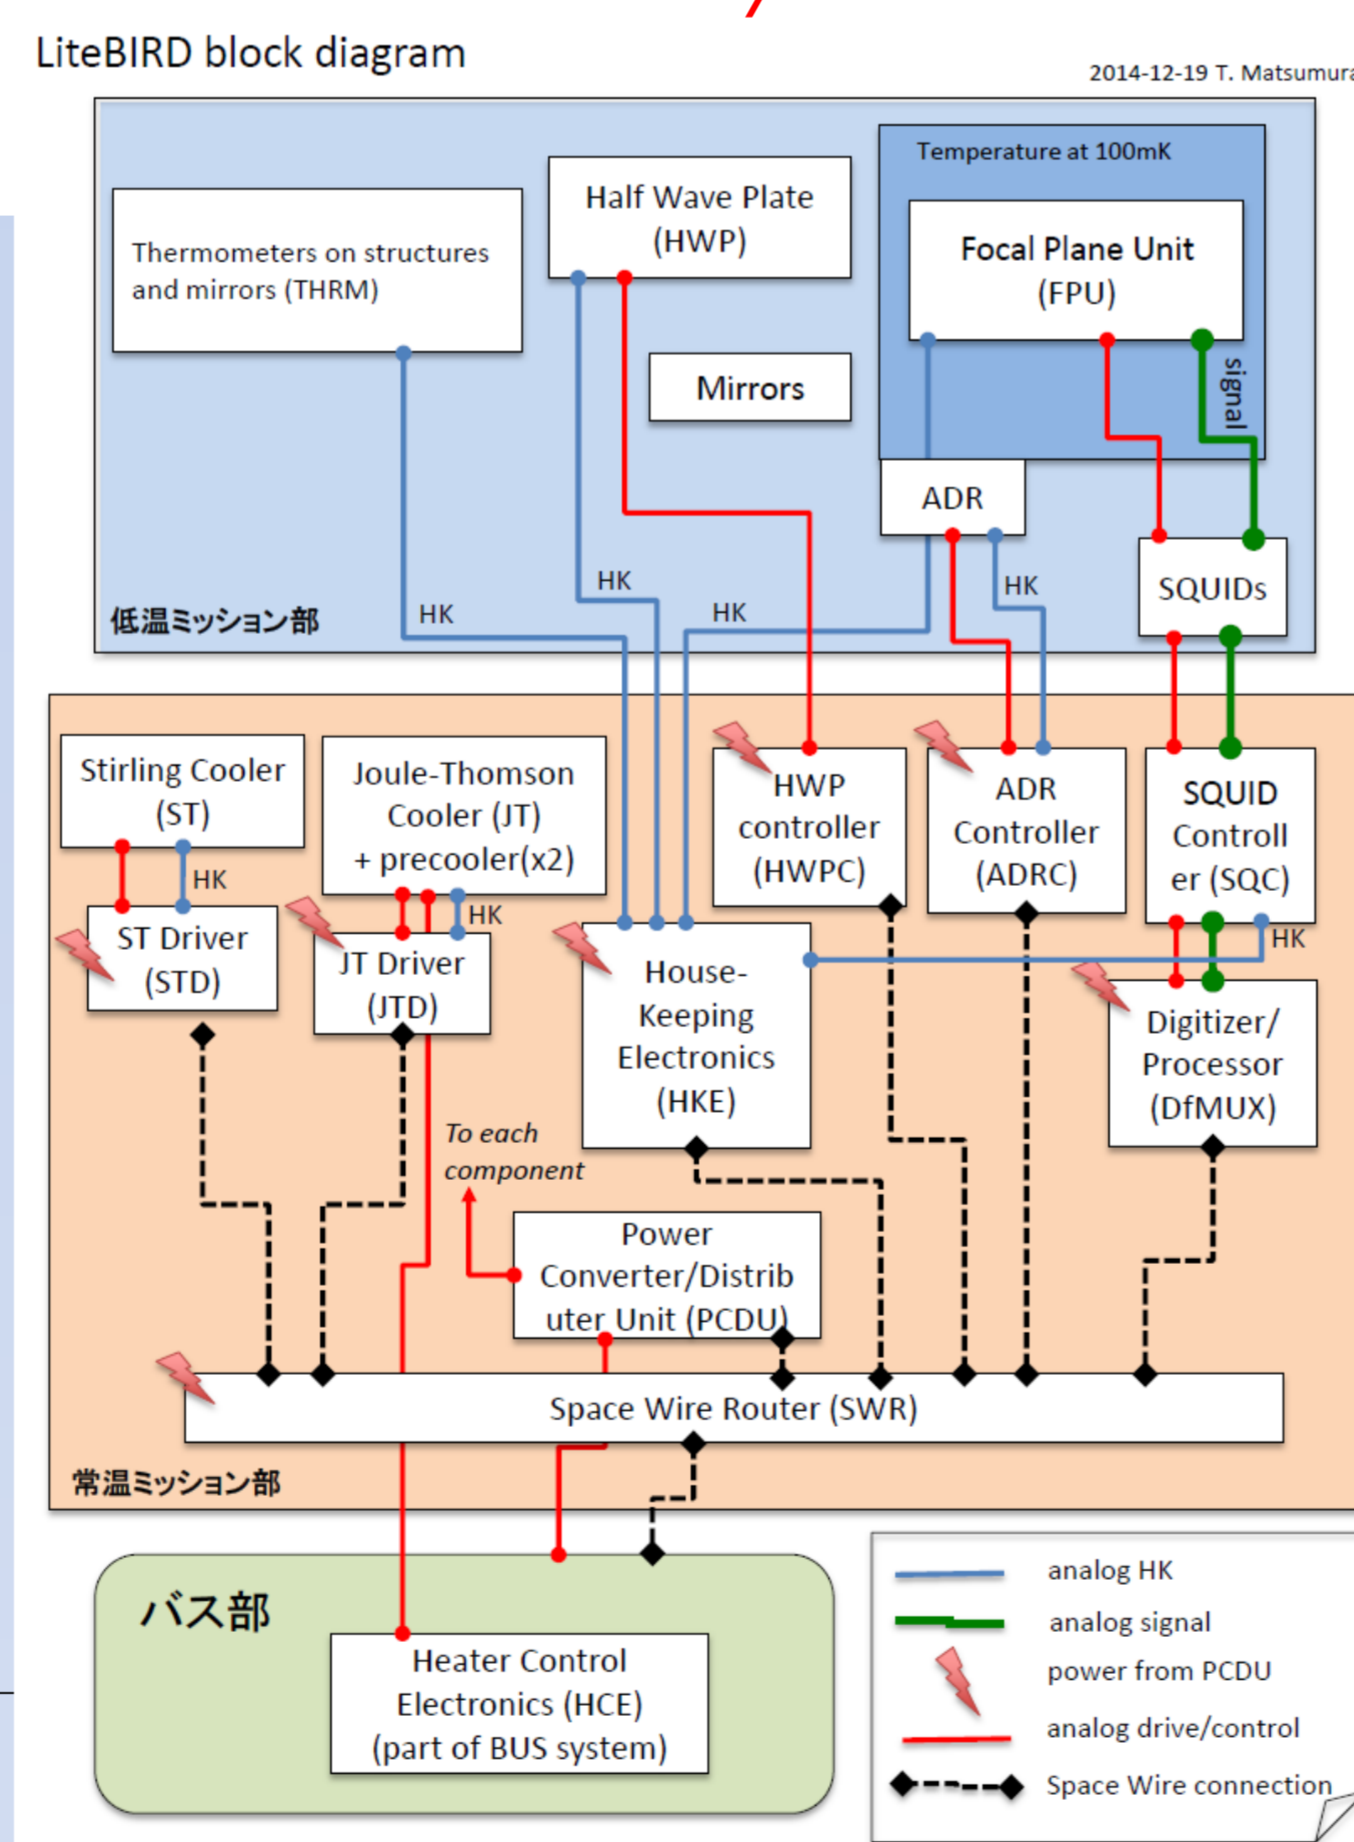 LiteBIRD block diagram
2014-12-19 T. Matsumura
Temperature at 100mK
Half Wave Plate
(HWP)
Thermometers on structures
and mirrors (THRM)
Focal Plane Unit
(FPU)
signal
Mirrors
ADR
SQUIDs
HK
HK
HK
HK
低温ミッション部
Stirling Cooler
(ST)
Joule-Thomson
Cooler (JT)
+ precooler(x2)
HWP
controller
(HWPC)
ADR
Controller
(ADRC)
SQUID
Controll
er (SQC)
HK
HK
HK
ST Driver
(STD)
JT Driver
(JTD)
House-
Keeping
Electronics
(HKE)
Digitizer/
Processor
(DfMUX)
To each
component
Power
Converter/Distrib
uter Unit (PCDU)
Space Wire Router (SWR)
常温ミッション部
バス部
Heater Control
Electronics (HCE)
(part of BUS system)
analog HK
analog signal
power from PCDU
analog drive/control
Space Wire connection